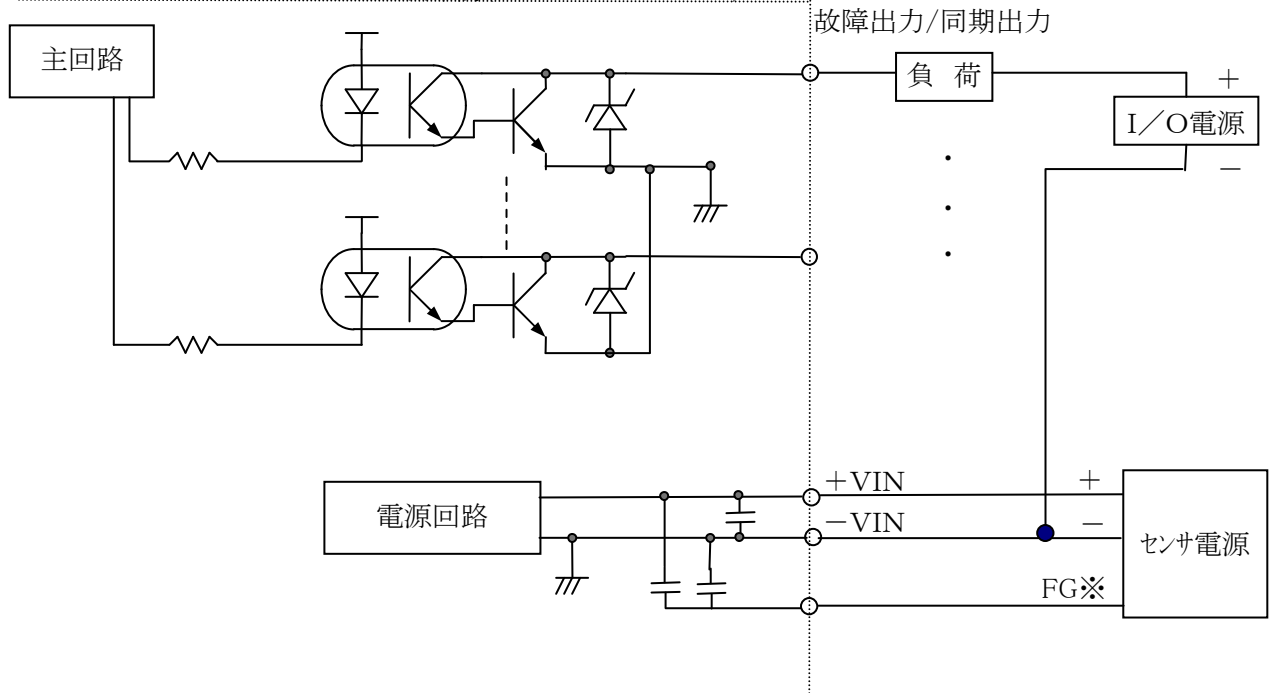 故障出力/同期出力
主回路
負 荷
+
I/O電源
－
電源回路
+VIN
+
－VIN
－
センサ電源
FG※